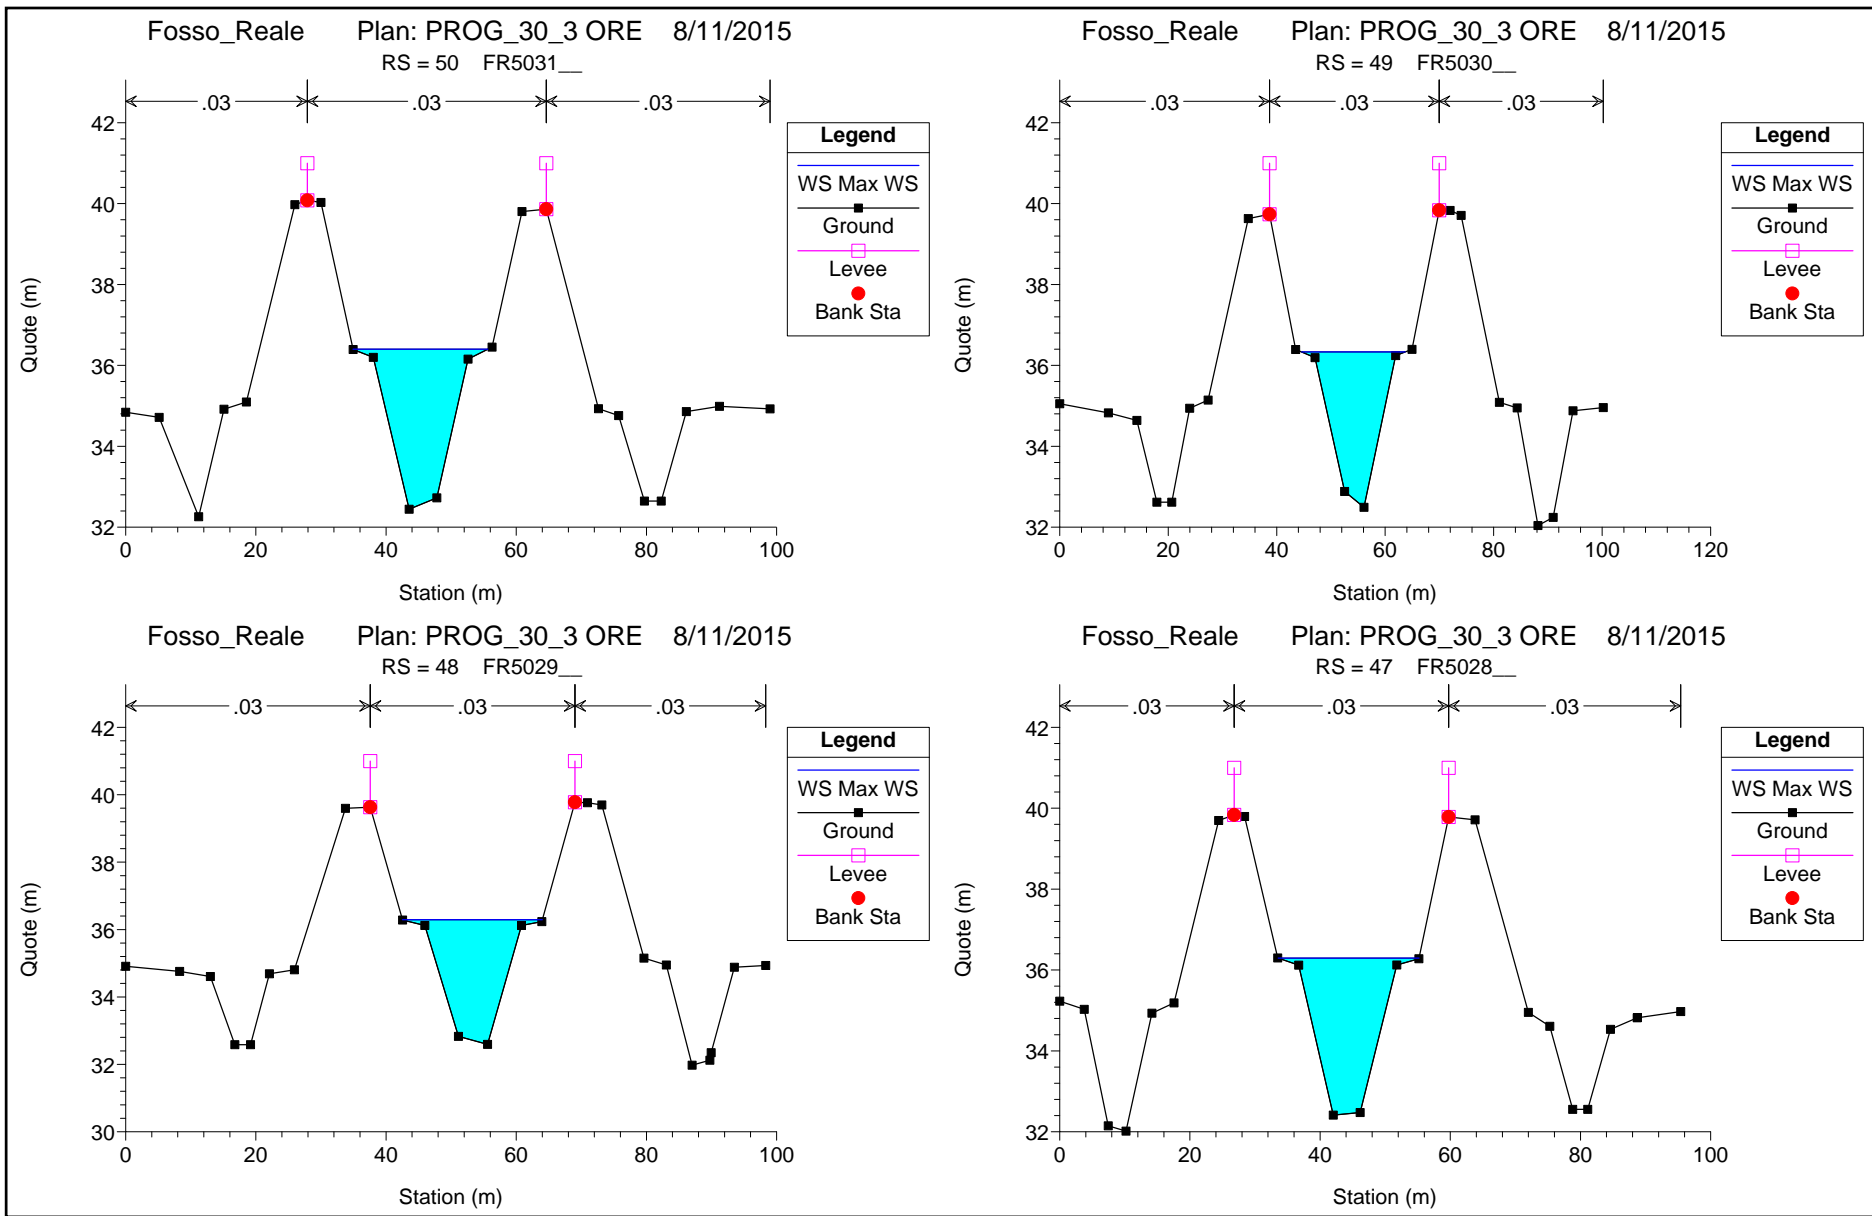 Fosso_Reale Plan: PROG_30_3 ORE 8/11/2015
RS = 50 FR5031__
.03 .03 .03
42
40
38
36
34
32
0 20 40 60 80 100
Quote (m)
Station (m)
Legend
WS Max WS
Ground
Levee
Bank Sta
Fosso_Reale Plan: PROG_30_3 ORE 8/11/2015
RS = 49 FR5030__
.03 .03 .03
42
40
38
36
34
32
0 20 40 60 80 100 120
Quote (m)
Station (m)
Legend
WS Max WS
Ground
Levee
Bank Sta
Fosso_Reale Plan: PROG_30_3 ORE 8/11/2015
RS = 48 FR5029__
.03 .03 .03
42
40
38
36
34
32
30
0 20 40 60 80 100
Quote (m)
Station (m)
Legend
WS Max WS
Ground
Levee
Bank Sta
Fosso_Reale Plan: PROG_30_3 ORE 8/11/2015
RS = 47 FR5028__
.03 .03 .03
42
40
38
36
34
32
0 20 40 60 80 100
Quote (m)
Station (m)
Legend
WS Max WS
Ground
Levee
Bank Sta